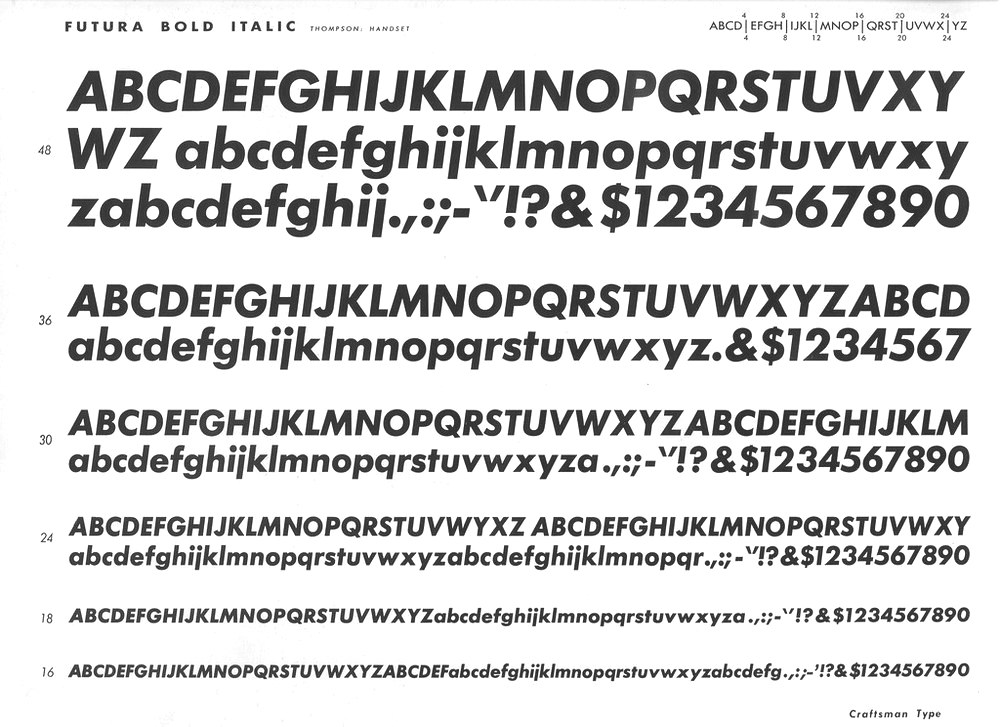 FUTURA BOLD ITALIC THOMPSON: HANDSET
4 8 12 16 20 24
ABCD|EFGH|IJKL|MNOP|QRST|UVWX|YZ
4 8 12 16 20 24
ABCDEFGHIJKLMNOPQRSTUVXY
48 WZ abcdefghijklmnopqrstuvwxy
zabcdefghij.,:;-‘’!?&$1234567890
36 ABCDEFGHIJKLMNOPQRSTUVWXYZABCD
abcdefghijklmnopqrstuvwxyz.&$1234567
30 ABCDEFGHIJKLMNOPQRSTUVWXYZABCDEFGHIJKLM
abcdefghijklmnopqrstuvwxyza.,:;-‘’!?&$1234567890
24 ABCDEFGHIJKLMNOPQRSTUVWYXZ ABCDEFGHIJKLMNOPQRSTUVWXY
abcdefghijklmnopqrstuvwxyzabcdefghijklmnopqr.,:;-‘’!?&$1234567890
18 ABCDEFGHIJKLMNOPQRSTUVWXYZabcdefghijklmnopqrstuvwxyza.,:;-‘’!?&$1234567890
16 ABCDEFGHIJKLMNOPQRSTUVWXYZABCDEFabcdefghijklmnopqrstuvwxyzabcdefg.,:;-’!?&$1234567890
Craftsman Type